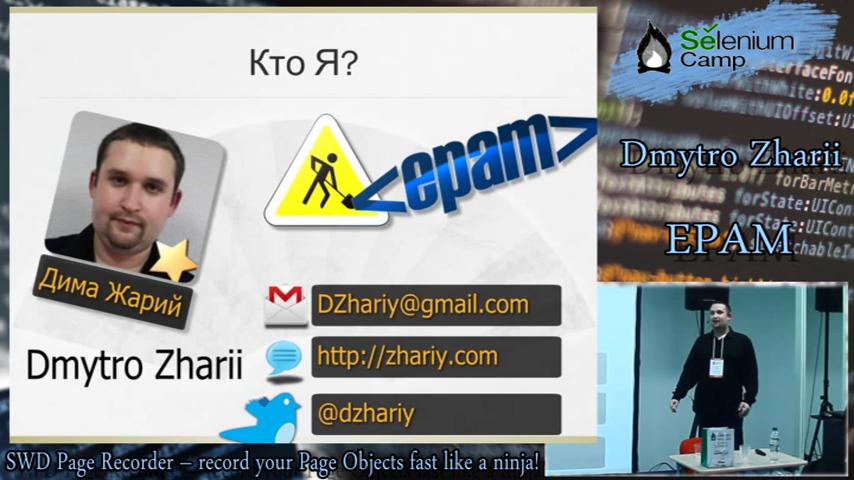 Кто Я?
<epam>
Дима Жарий
Dmytro Zharii
DZhariy@gmail.com
http://zhariy.com
@dzhariy
Selenium
Camp
Dmytro Zharii
EPAM
SWD Page Recorder – record your Page Objects fast like a ninja!